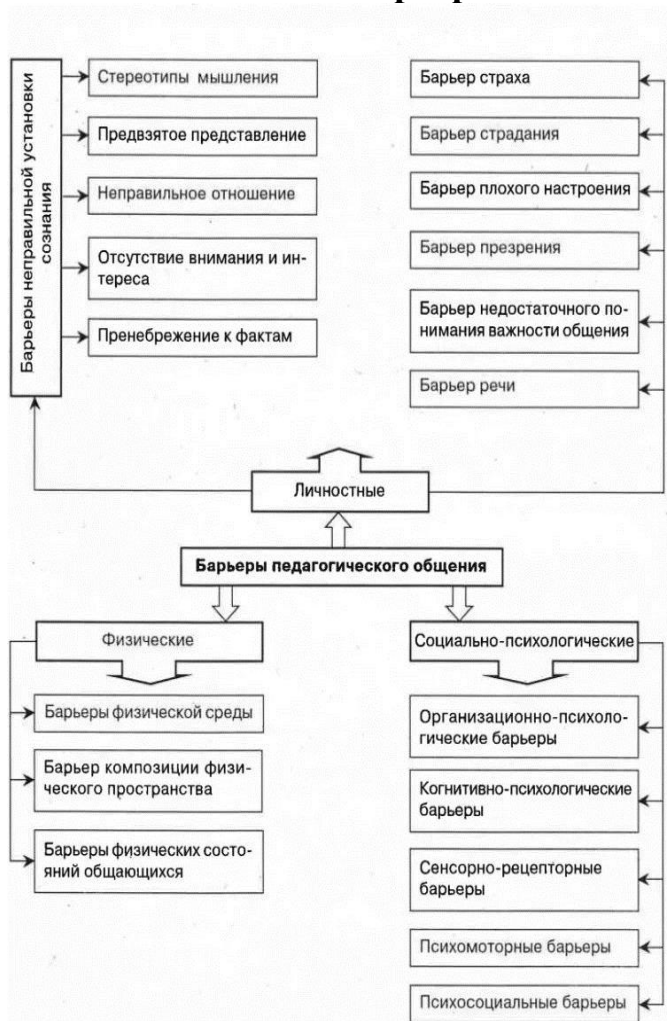 Барьеры неправильной установки
сознания
Стереотипы мышления
Предвзятое представление
Неправильное отношение
Отсутствие внимания и ин-
тереса
Пренебрежение к фактам
Барьер страха
Барьер страдания
Барьер плохого настроения
Барьер презрения
Барьер недостаточного по-
нимания важности общения
Барьер речи
Личностные
Барьеры педагогического общения
Физические
Барьеры физической среды
Барьер композиции физи-
ческого пространства
Барьеры физических состо-
яний общающихся
Социально-психологические
Организационно-психоло-
гические барьеры
Когнитивно-психологические
барьеры
Сенсорно-рецепторные
барьеры
Психомоторные барьеры
Психосоциальные барьеры